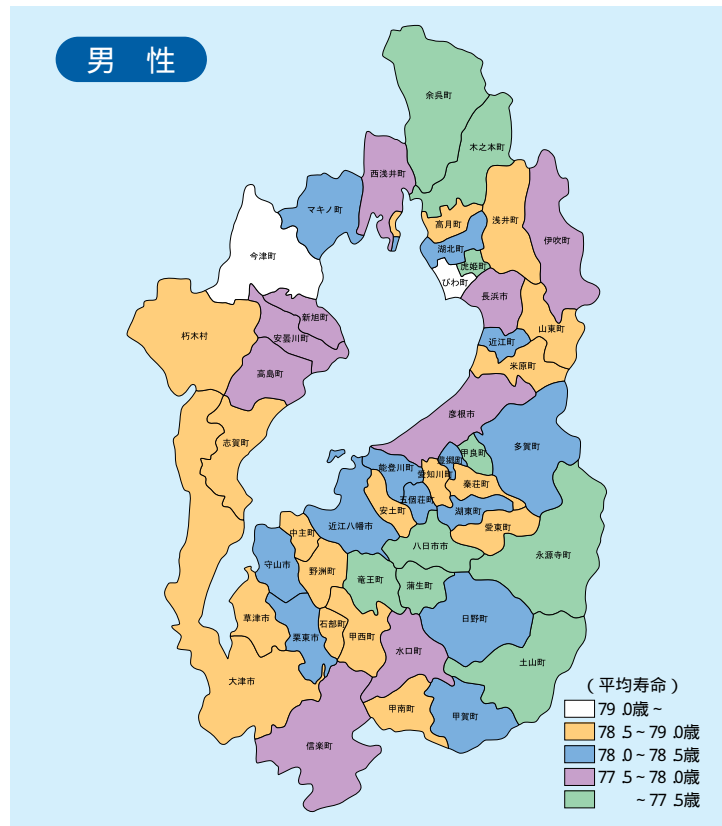 男 性
余呉町
木之本町
西浅井町
マキノ町
高月町
浅井町
伊吹町
湖北町
今津町
虎姫町
びわ町
長浜市
新旭町
山東町
朽木村
安曇川町
近江町
米原町
高島町
彦根市
志賀町
多賀町
豊郷町
甲良町
能登川町
愛知川町
秦荘町
五個荘町
安土町
湖東町
近江八幡市
愛東町
中主町
八日市市
永源寺町
守山市
野洲町
竜王町
蒲生町
草津市
石部町
日野町
栗東市
甲西町
水口町
土山町
大津市
甲南町
甲賀町
信楽町
(平均寿命)
79.0歳~
78.5~79.0歳
78.0~78.5歳
77.5~78.0歳
~77.5歳